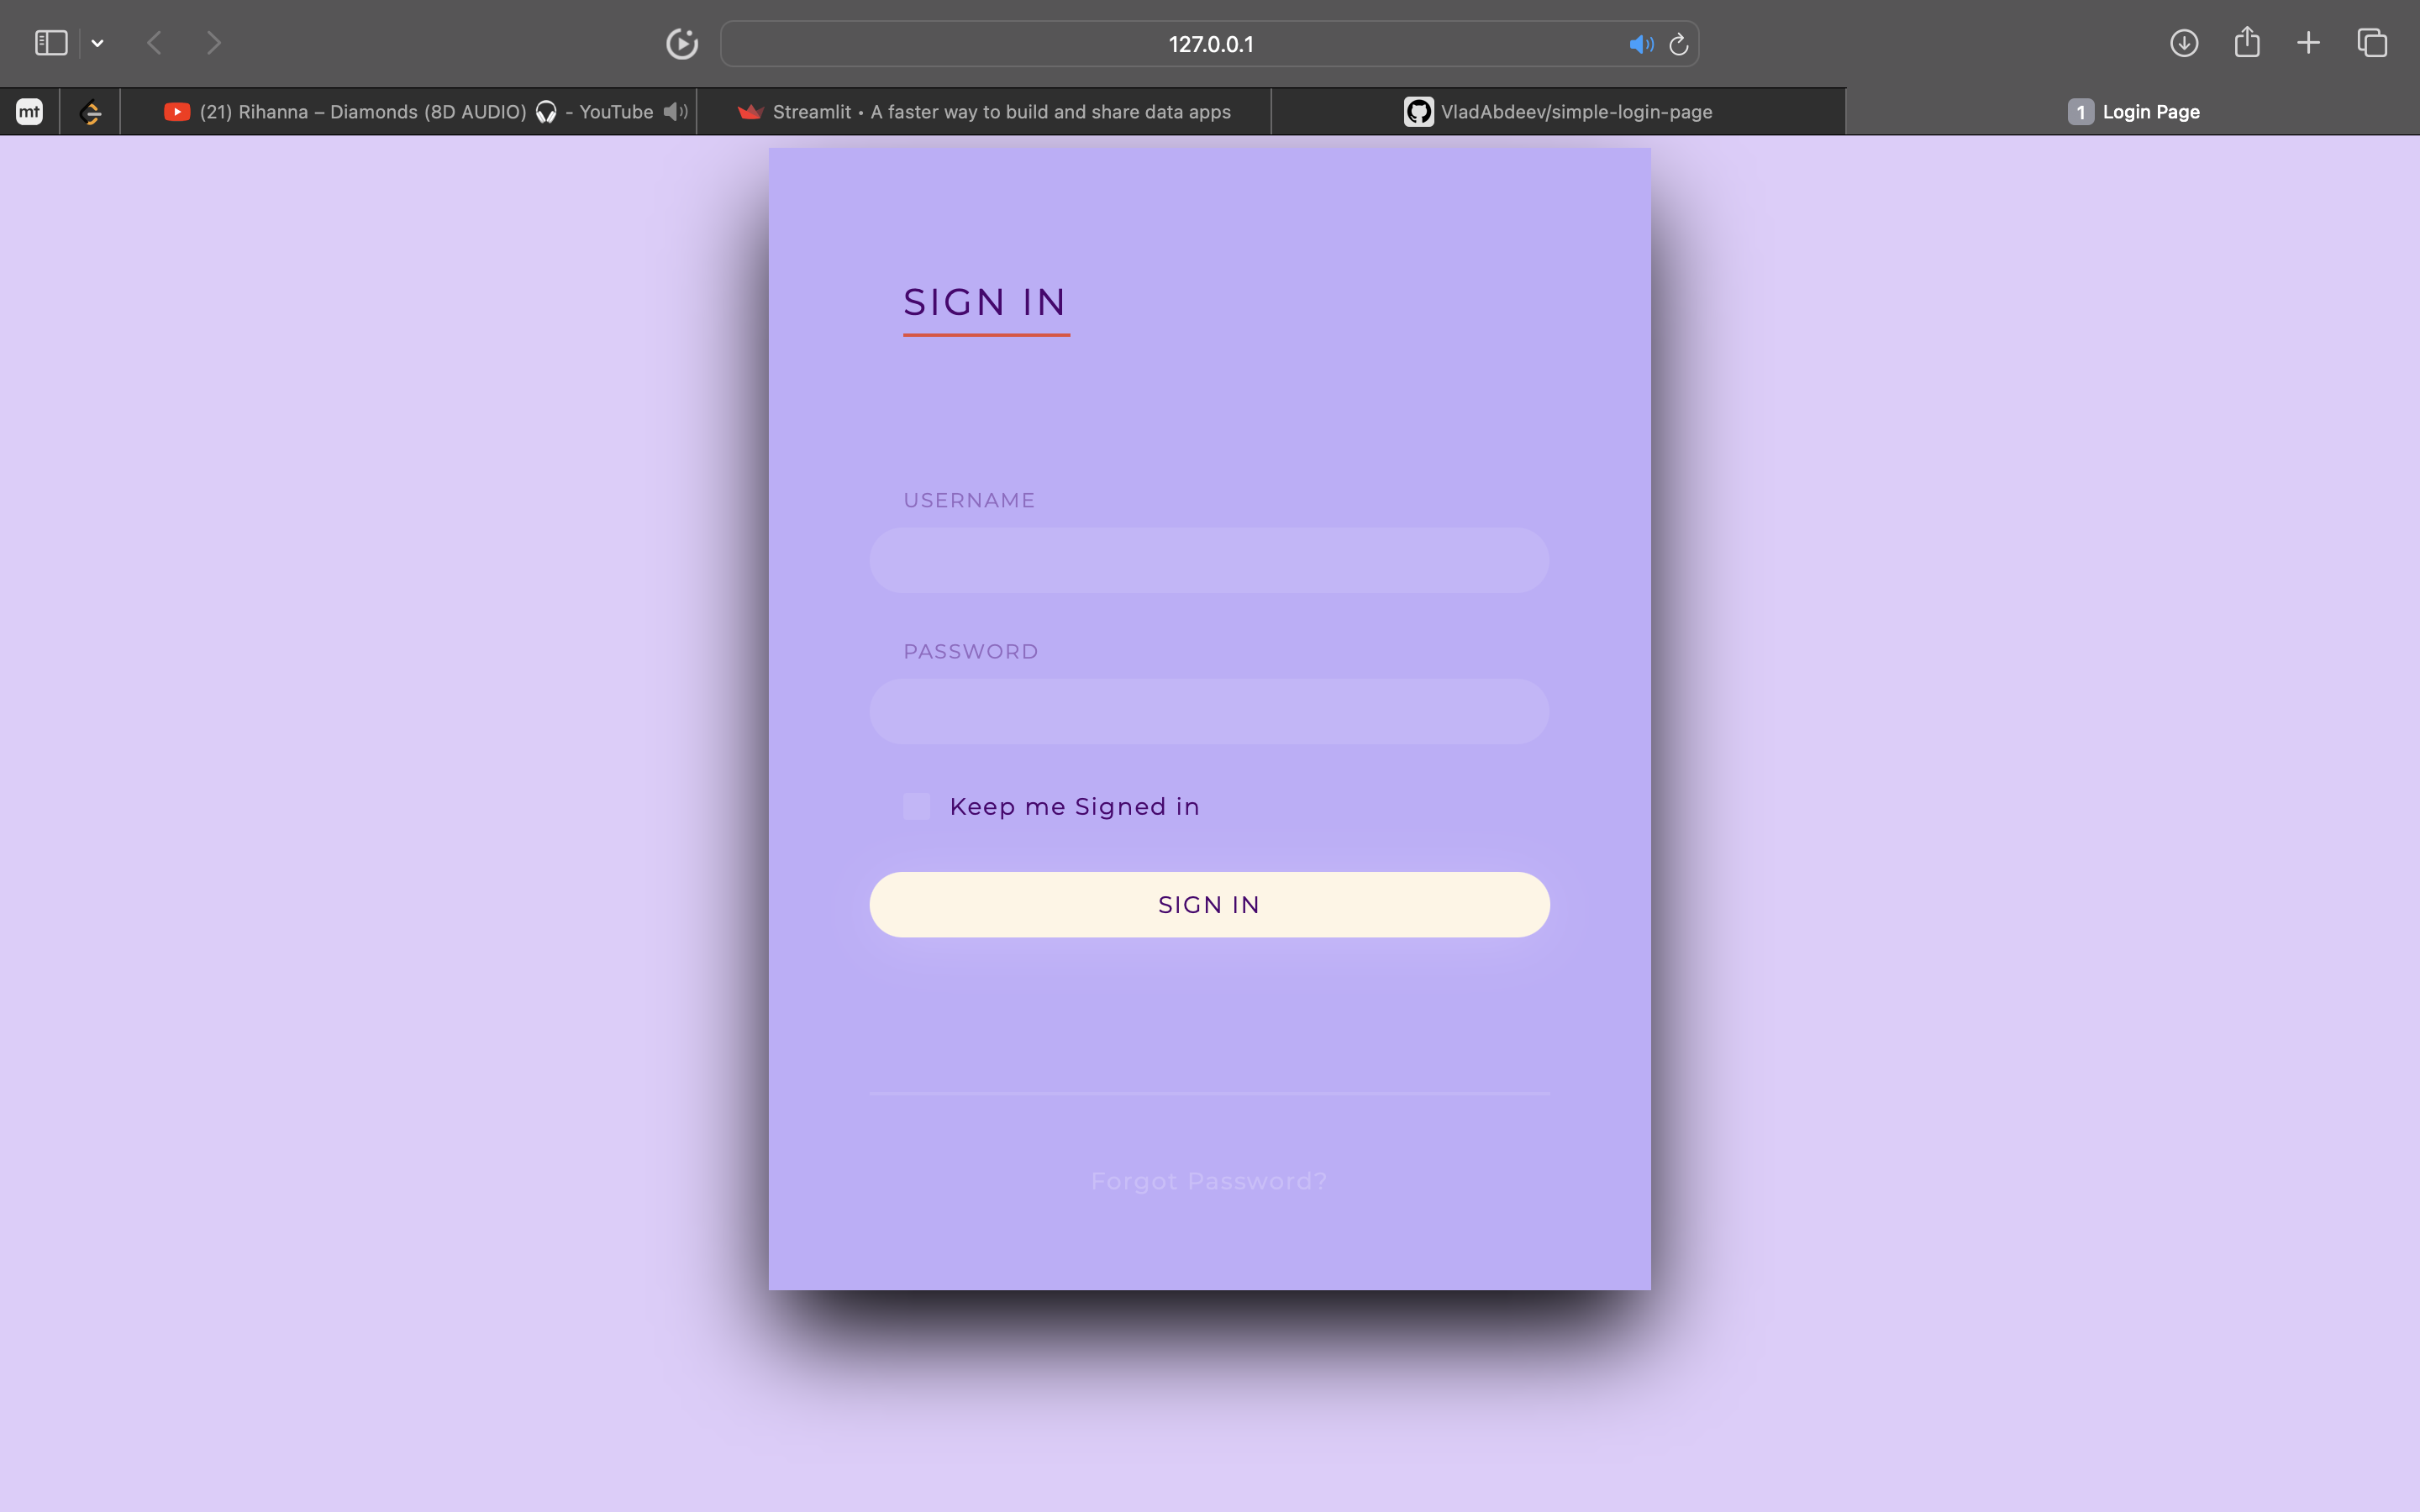 127.0.0.1
mt
(21) Rihanna – Diamonds (8D AUDIO) 🎧 - YouTube
Streamlit • A faster way to build and share data apps
VladAbdeev/simple-login-page
1 Login Page
SIGN IN
USERNAME
PASSWORD
Keep me Signed in
SIGN IN
Forgot Password?